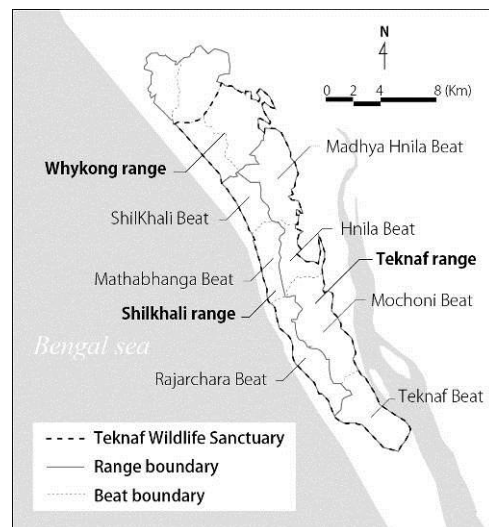 N
0 2 4 8 (Km)
Madhya Hnila Beat
Whykong range
ShilKhali Beat
Hnila Beat
Teknaf range
Mathabhanga Beat
Mochoni Beat
Shilkhali range
Bengal sea
Rajarchara Beat
Teknaf Beat
Teknaf Wildlife Sanctuary
Range boundary
Beat boundary